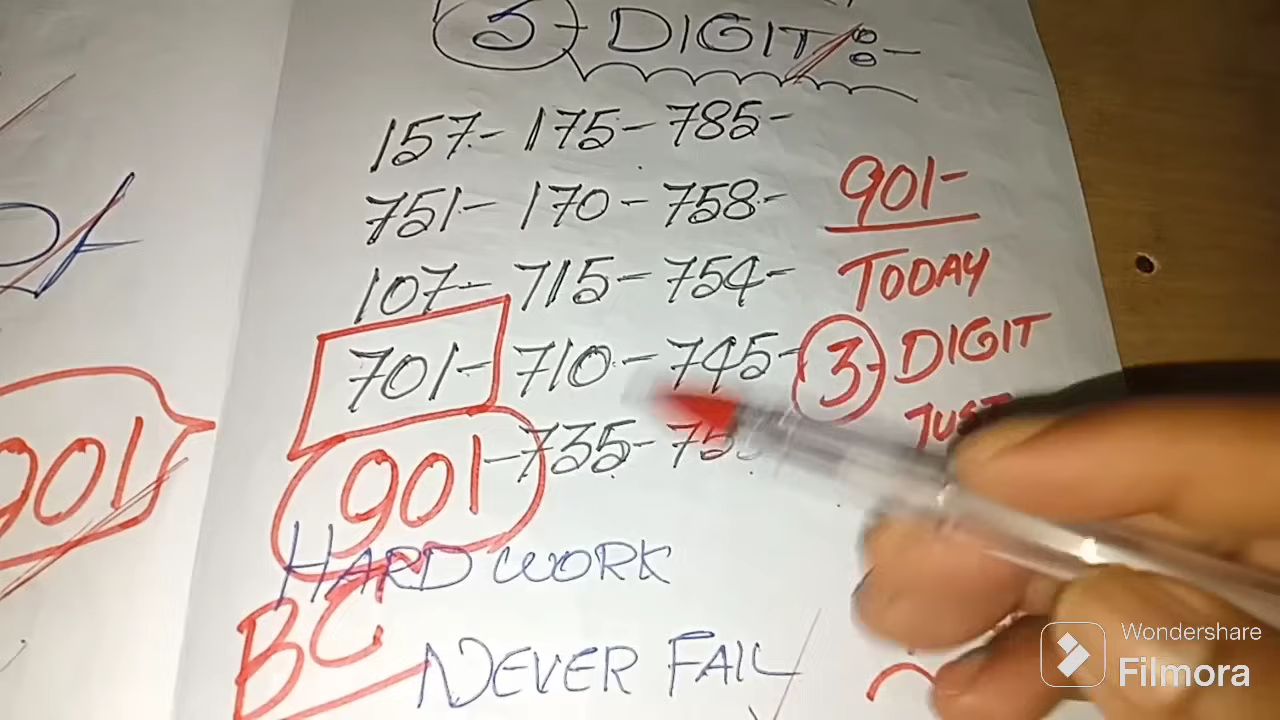 3-DIGIT:-
157-175-785-
751-170-758-
107-715-754-
701-710-745-
901-735-
901-
TODAY
3-DIGIT
901
HARD WORK
BC
NEVER FAIL
Wondershare
Filmora